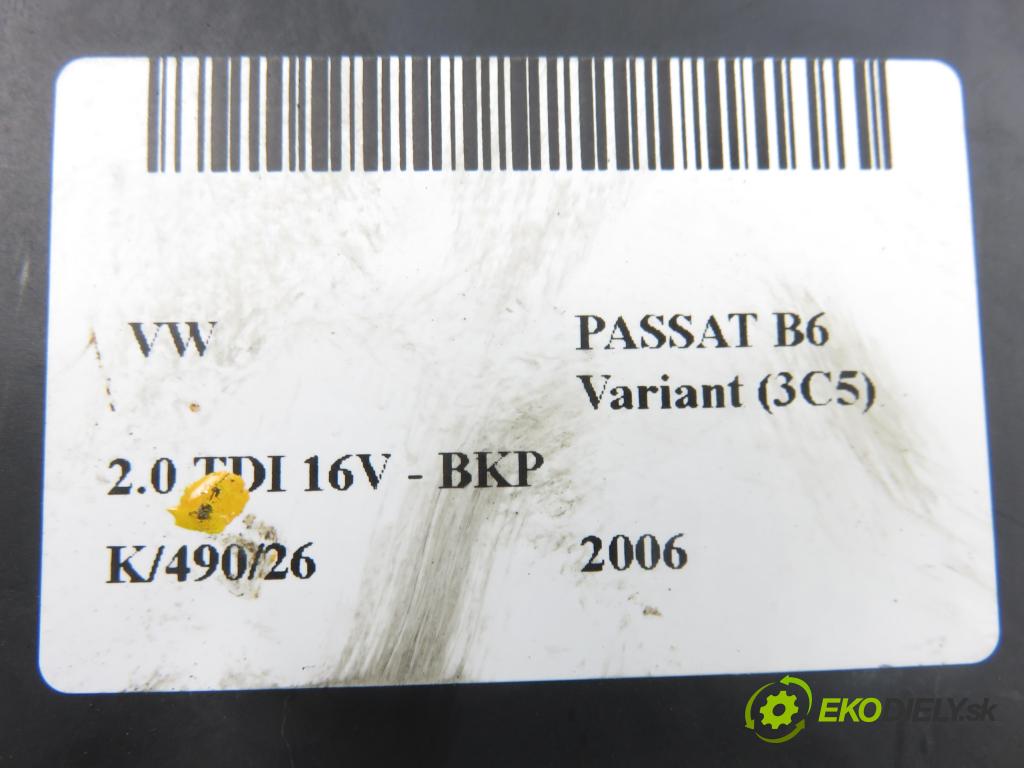 VW
PASSAT B6
Variant (3C5)
2.0 TDI 16V - BKP
K/490/26
2006
EKODIELY.sk